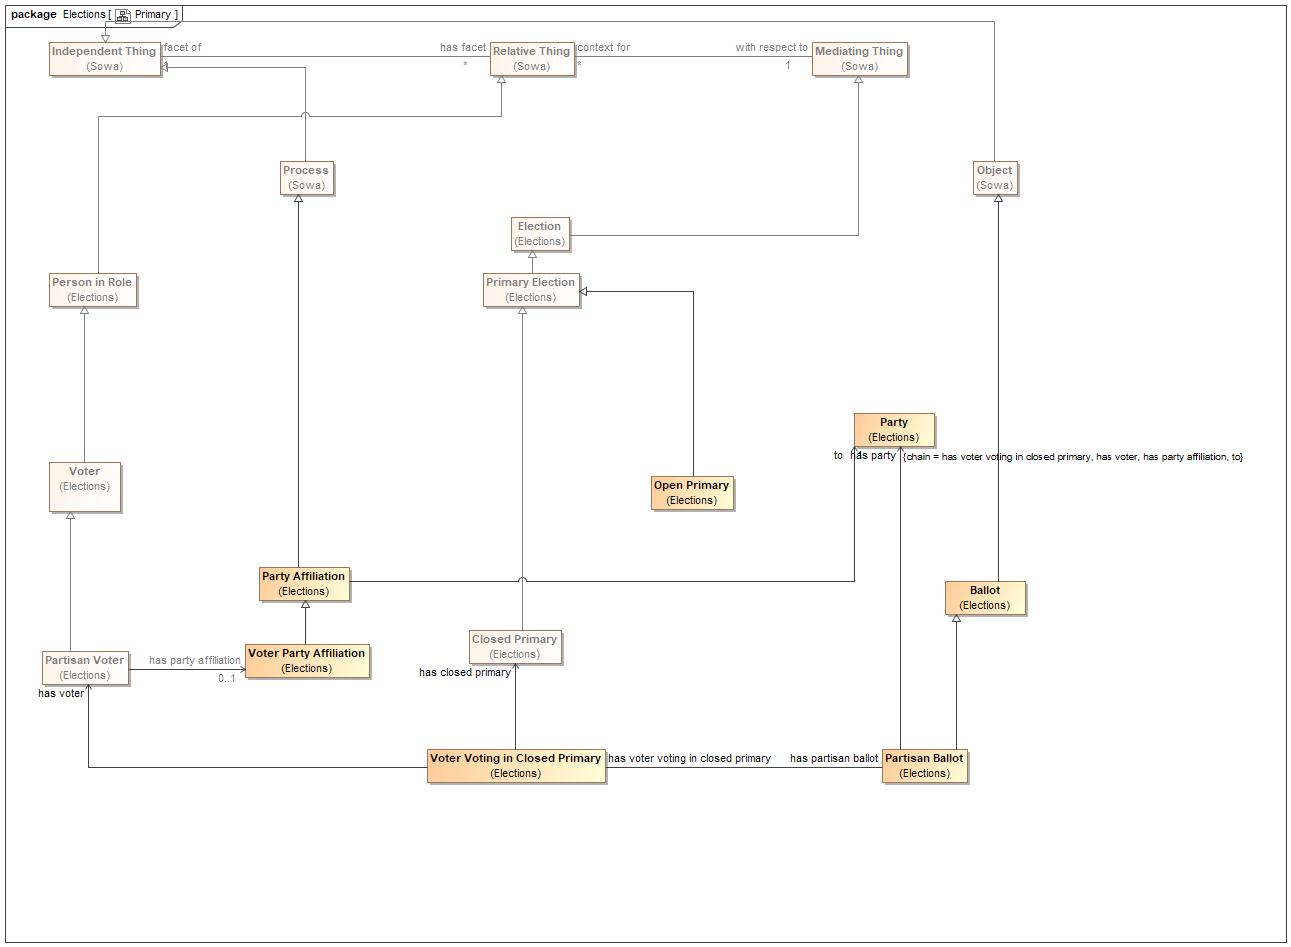 package Elections [ Primary ]
Independent Thing
(Sowa)
facet of
1
has facet
*
Relative Thing
(Sowa)
context for
*
with respect to
1
Mediating Thing
(Sowa)
Process
(Sowa)
Object
(Sowa)
Election
(Elections)
Person in Role
(Elections)
Primary Election
(Elections)
Party
(Elections)
to
has party
{chain = has voter voting in closed primary, has voter, has party affiliation, to}
Voter
(Elections)
Open Primary
(Elections)
Party Affiliation
(Elections)
Ballot
(Elections)
Closed Primary
(Elections)
has closed primary
Partisan Voter
(Elections)
has voter
has party affiliation
0..1
Voter Party Affiliation
(Elections)
Voter Voting in Closed Primary
(Elections)
has voter voting in closed primary
has partisan ballot
Partisan Ballot
(Elections)